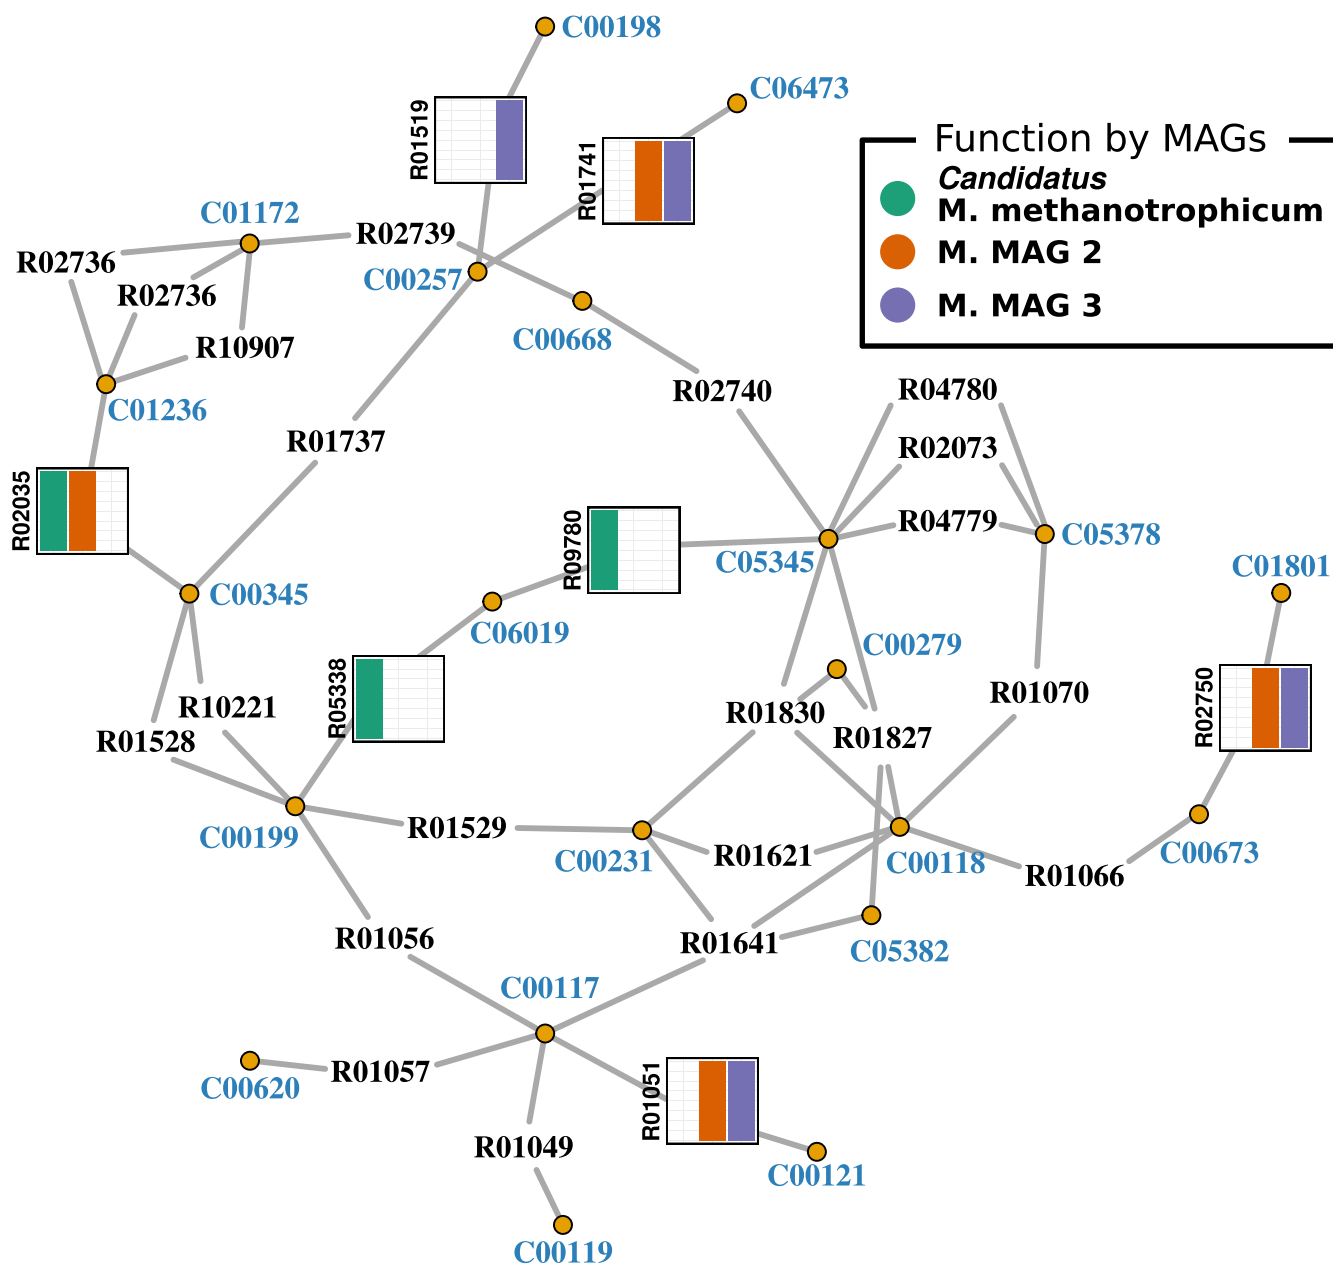 C00198
C06473
R01519
R01741
Function by MAGs
Candidatus
M. methanotrophicum
M. MAG 2
M. MAG 3
C01172
R02739
R02736
C00257
R02736
C00668
R10907
C01236
R02740
R04780
R01737
R02073
R02035
R04779
C05378
R09780
C05345
C01801
C00345
C06019
C00279
R05338
R10221
R01070
R01830
R02750
R01528
R01827
C00199
R01529
C00231
R01621
C00118
R01066
C00673
R01056
R01641
C05382
C00117
C00620
R01057
R01051
R01049
C00121
C00119